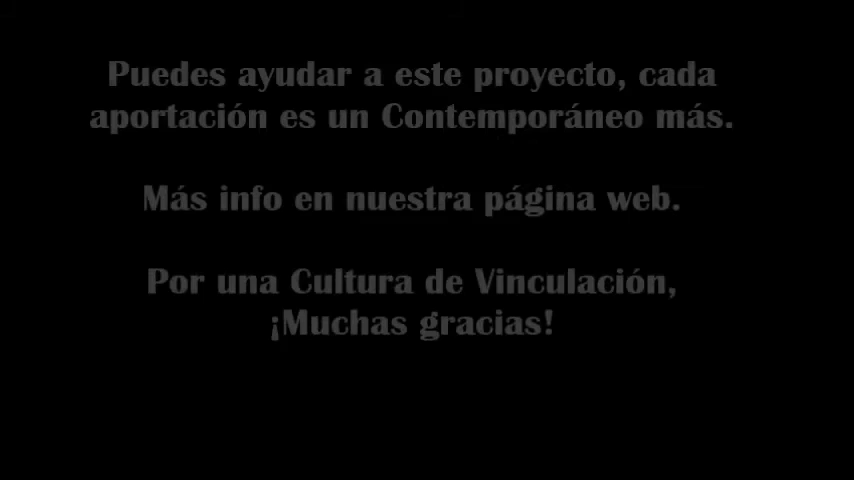 Puedes ayudar a este proyecto, cada
aportación es un Contemporáneo más.
Más info en nuestra página web.
Por una Cultura de Vinculación,
¡Muchas gracias!